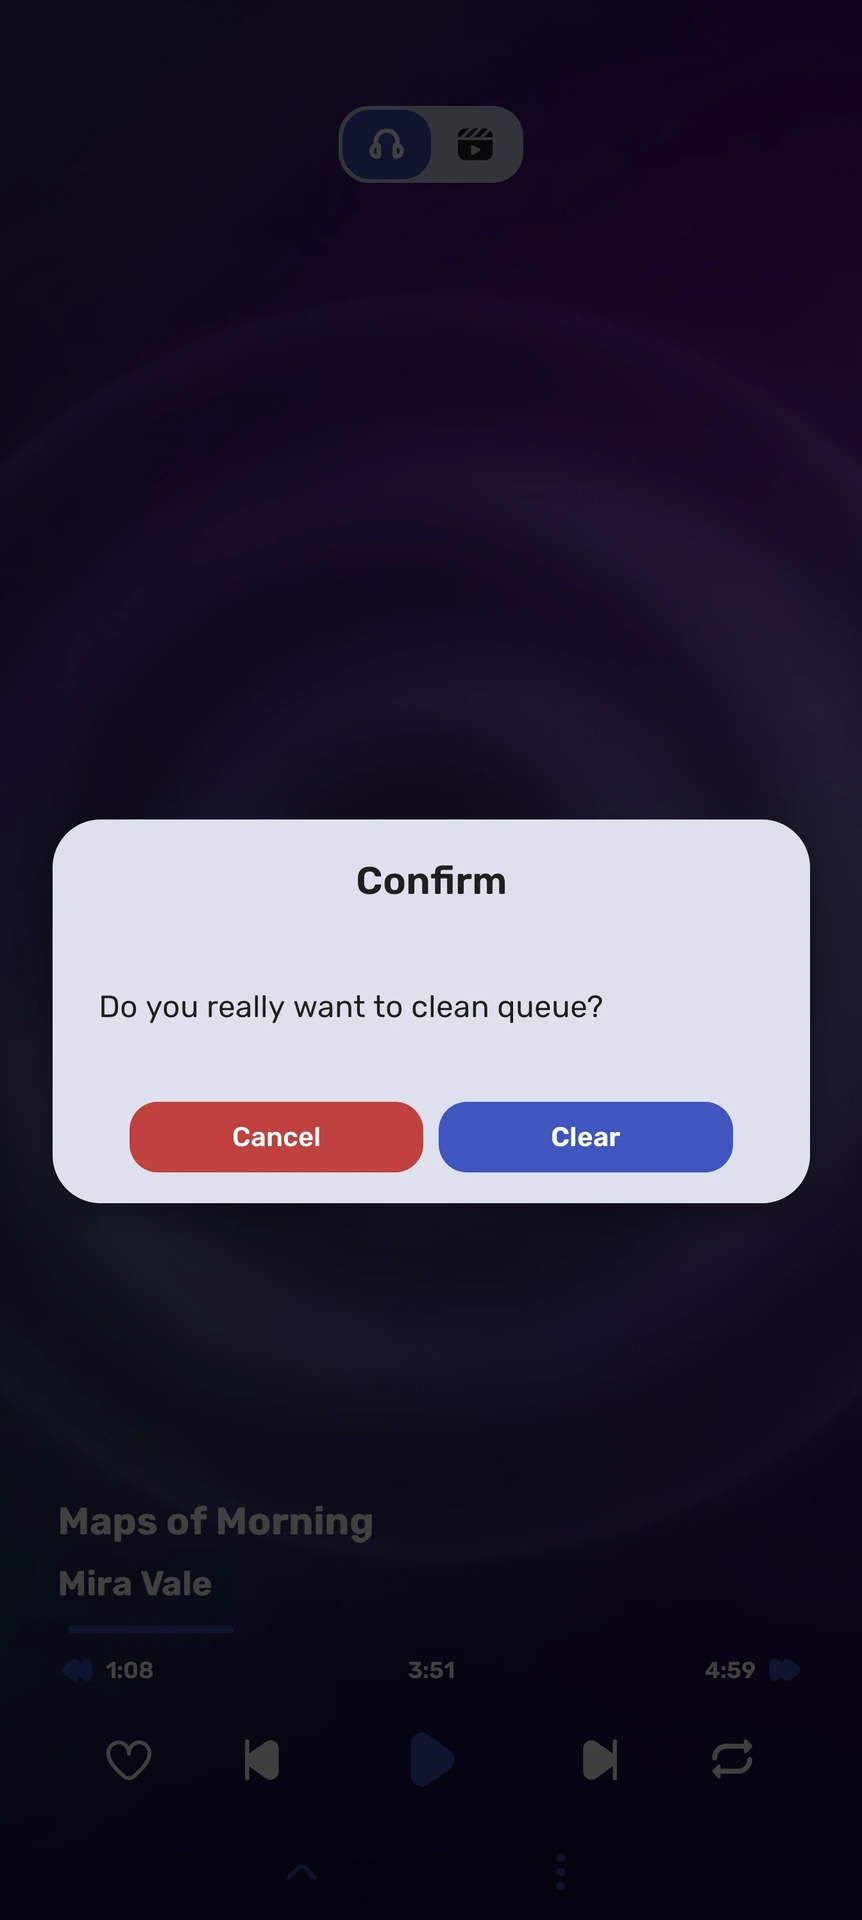 Confirm
Do you really want to clean queue?
Cancel Clear
Maps of Morning
Mira Vale
1:08 3:51 4:59